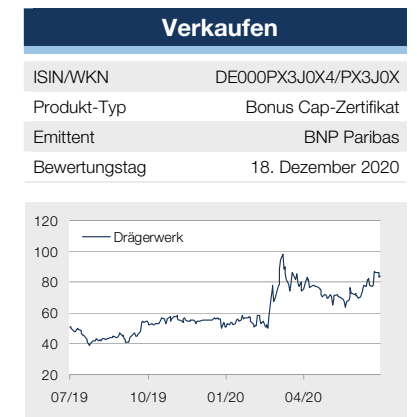 Verkaufen
ISIN/WKN DE000PX3J0X4/PX3J0X
Produkt-Typ Bonus Cap-Zertifikat
Emittent BNP Paribas
Bewertungstag 18. Dezember 2020
120
Drägerwerk
100
80
60
40
20
07/19 10/19 01/20 04/20